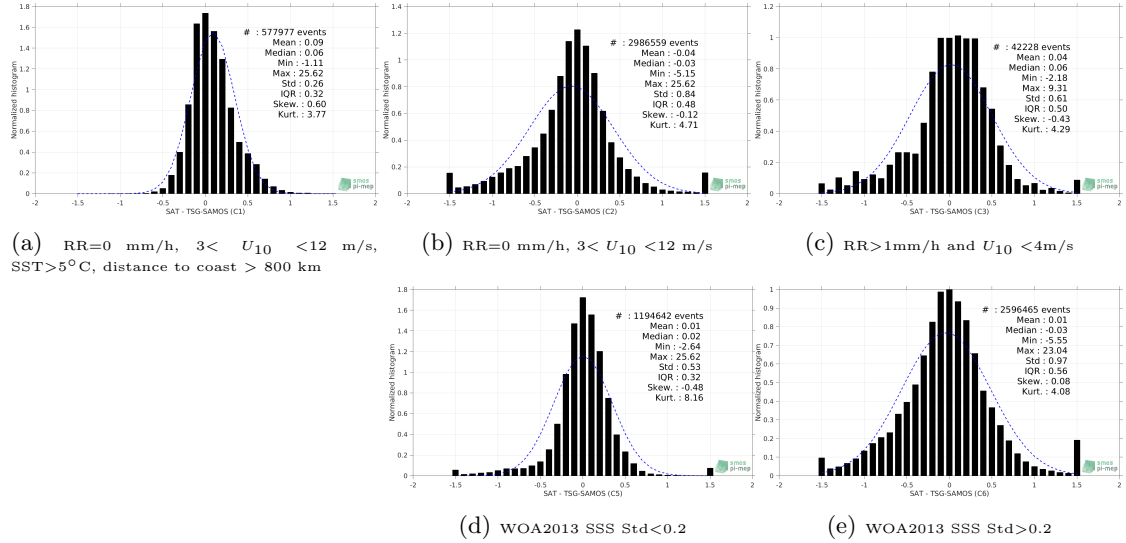 1.8
1.6
1.4
1.2
1
0.8
0.6
0.4
0.2
0
Normalized histogram
# : 577977 events
Mean : 0.09
Median : 0.06
Min : -1.11
Max : 25.62
Std : 0.26
IQR : 0.32
Skew. : 0.60
Kurt. : 3.77
smos
pi-mep
-2 -1.5 -1 -0.5 0 0.5 1 1.5 2
SAT - TSG-SAMOS (C1)
(a) RR=0 mm/h, 3< U10 <12 m/s,
SST>5°C, distance to coast > 800 km
1.4
1.2
1
0.8
0.6
0.4
0.2
0
Normalized histogram
# : 2986559 events
Mean : -0.04
Median : -0.03
Min : -5.15
Max : 25.62
Std : 0.84
IQR : 0.48
Skew. : -0.12
Kurt. : 4.71
smos
pi-mep
-2 -1.5 -1 -0.5 0 0.5 1 1.5 2
SAT - TSG-SAMOS (C2)
(b) RR=0 mm/h, 3< U10 <12 m/s
1.2
1
0.8
0.6
0.4
0.2
0
Normalized histogram
# : 42228 events
Mean : 0.04
Median : 0.06
Min : -2.18
Max : 9.31
Std : 0.61
IQR : 0.50
Skew. : -0.43
Kurt. : 4.29
smos
pi-mep
-2 -1.5 -1 -0.5 0 0.5 1 1.5 2
SAT - TSG-SAMOS (C3)
(c) RR>1mm/h and U10 <4m/s
1.8
1.6
1.4
1.2
1
0.8
0.6
0.4
0.2
0
Normalized histogram
# : 1194642 events
Mean : 0.01
Median : 0.02
Min : -2.64
Max : 25.62
Std : 0.53
IQR : 0.32
Skew. : -0.48
Kurt. : 8.16
smos
pi-mep
-2 -1.5 -1 -0.5 0 0.5 1 1.5 2
SAT - TSG-SAMOS (C5)
(d) WOA2013 SSS Std<0.2
1
0.9
0.8
0.7
0.6
0.5
0.4
0.3
0.2
0.1
0
Normalized histogram
# : 2596465 events
Mean : 0.01
Median : -0.03
Min : -5.55
Max : 23.04
Std : 0.97
IQR : 0.56
Skew. : 0.08
Kurt. : 4.08
smos
pi-mep
-2 -1.5 -1 -0.5 0 0.5 1 1.5 2
SAT - TSG-SAMOS (C6)
(e) WOA2013 SSS Std>0.2